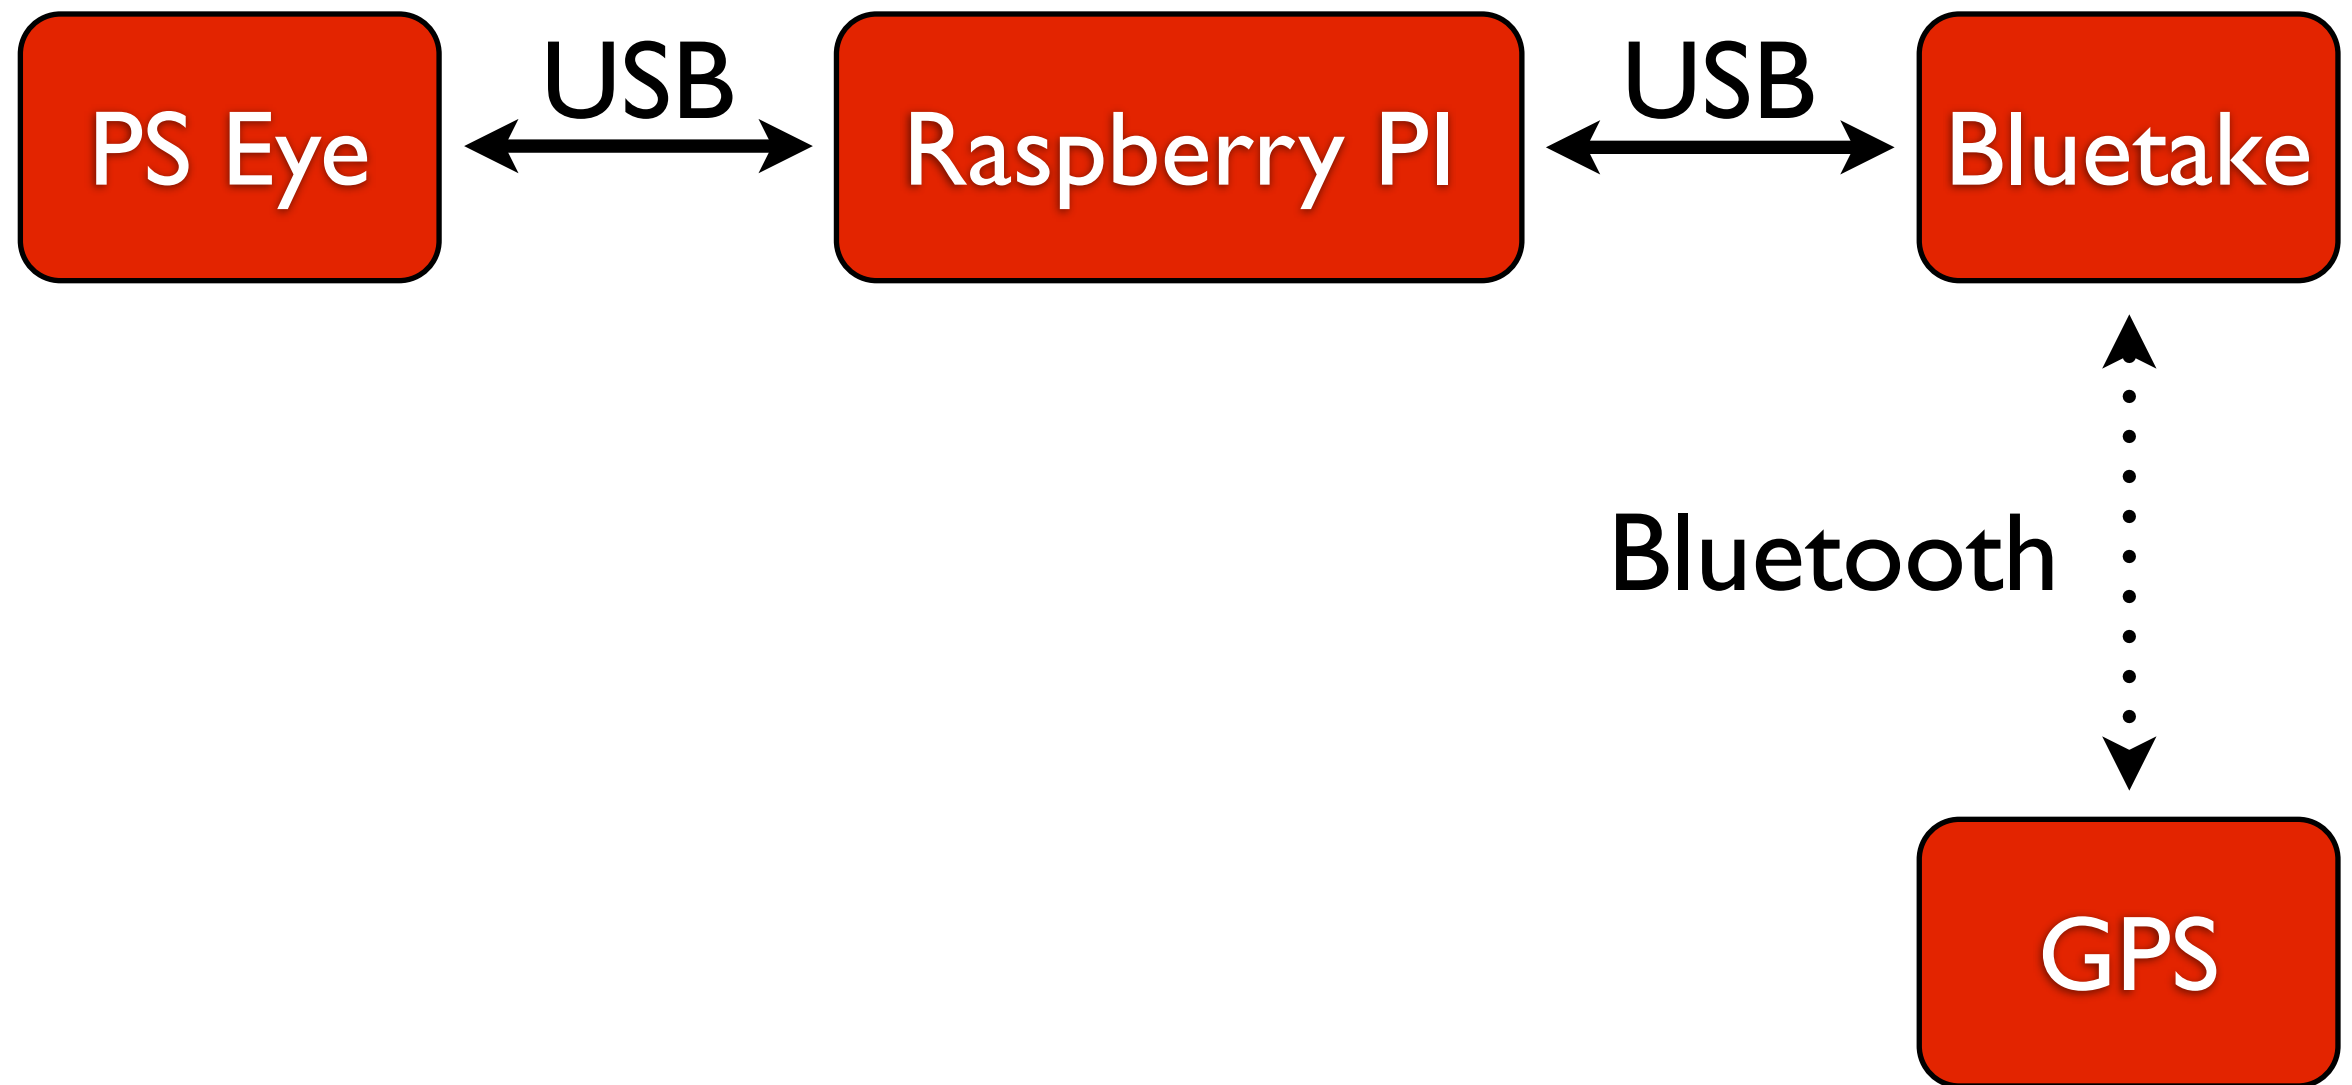 USB
USB
PS Eye
Raspberry PI
Bluetake
Bluetooth
GPS